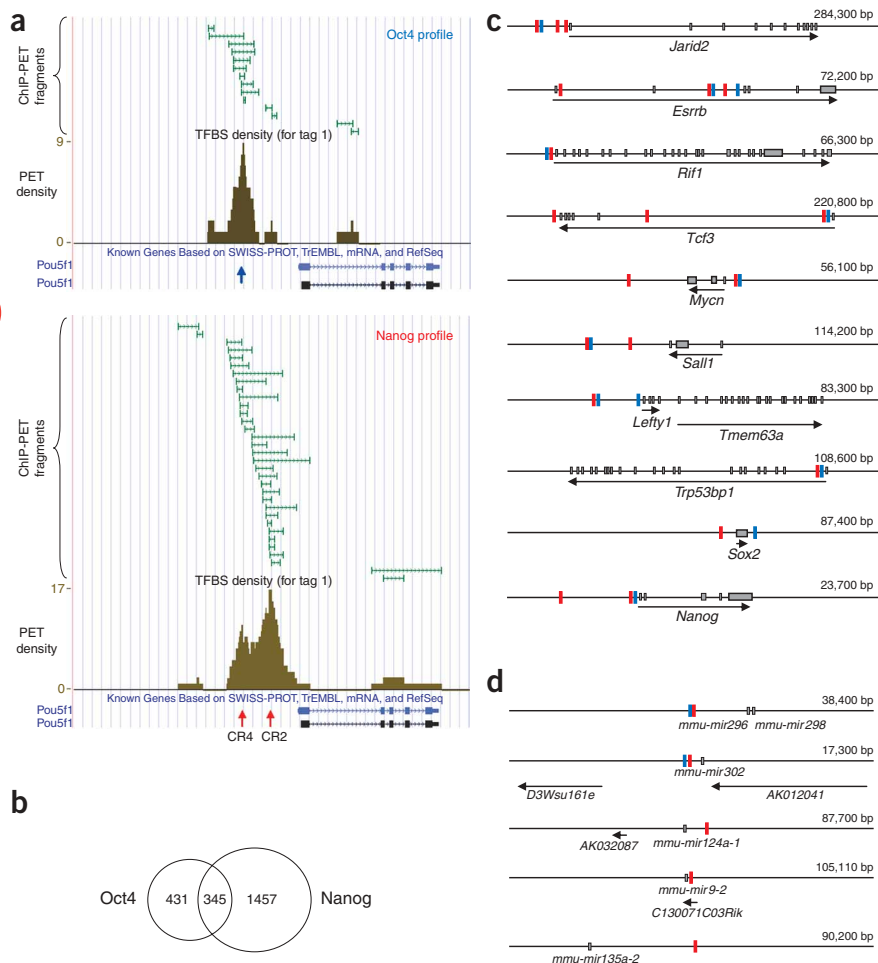 a
Oct4 profile
ChIP-PET
fragments
TFBS density (for tag 1)
9
PET
density
0
Known Genes Based on SWISS-PROT, TrEMBL, mRNA, and RefSeq
Pou5f1
Pou5f1
Nanog profile
ChIP-PET
fragments
TFBS density (for tag 1)
17
PET
density
0
Known Genes Based on SWISS-PROT, TrEMBL, mRNA, and RefSeq
Pou5f1
Pou5f1
CR4 CR2
b
Oct4 431 345 1457 Nanog
c
284,300 bp
Jarid2
72,200 bp
Esrrb
66,300 bp
Rif1
220,800 bp
Tcf3
56,100 bp
Mycn
114,200 bp
Sall1
83,300 bp
Lefty1
Tmem63a
108,600 bp
Trp53bp1
87,400 bp
Sox2
23,700 bp
Nanog
d
38,400 bp
mmu-mir296 mmu-mir298
17,300 bp
mmu-mir302
D3Wsu161e AK012041
87,700 bp
AK032087 mmu-mir124a-1
105,110 bp
mmu-mir9-2
C130071C03Rik
90,200 bp
mmu-mir135a-2